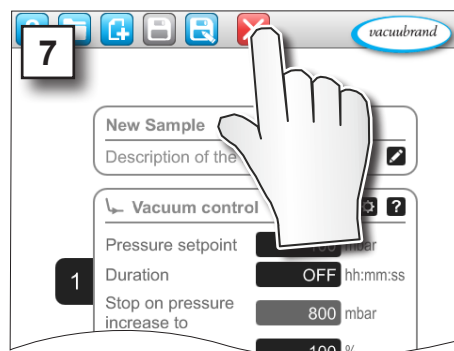 7
vacuubrand
New Sample
Description of the
Vacuum control
?
Pressure setpoint
mbar
1
Duration
OFF hh:mm:ss
Stop on pressure
increase to
800 mbar
100 %